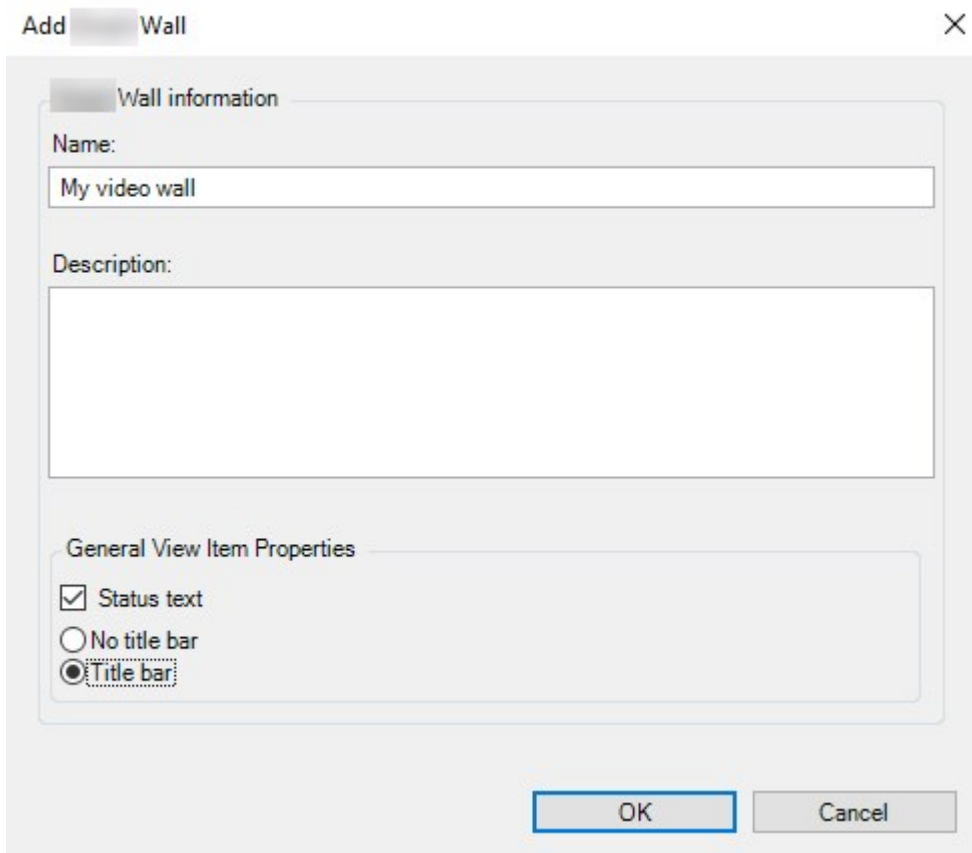 Add Wall
Wall information
Name:
My video wall
Description:
General View Item Properties
Status text
No title bar
Title bar
OK
Cancel